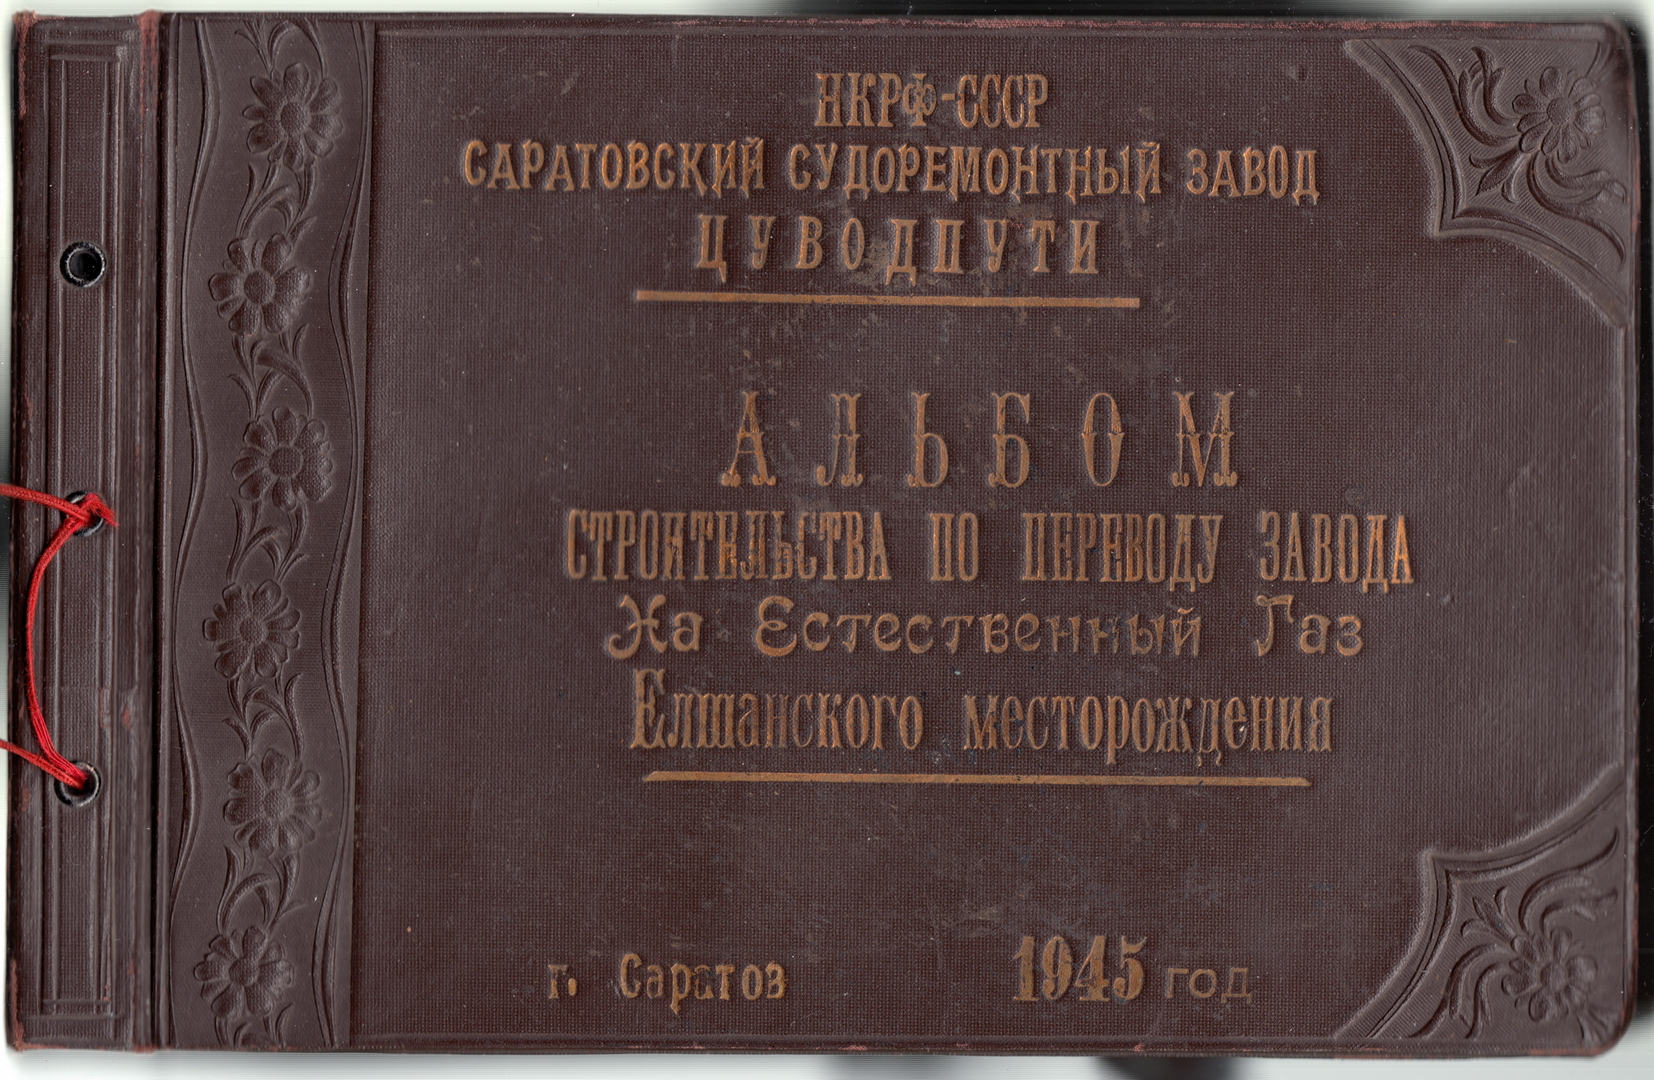 НКРФ-СССР
САРАТОВСКИЙ СУДОРЕМОНТНЫЙ ЗАВОД
ЦУВОДПУТИ
АЛЬБОМ
СТРОИТЕЛЬСТВА ПО ПЕРЕВОДУ ЗАВОДА
На Естественный Газ
Елшанского месторождения
г. Саратов 1945 год